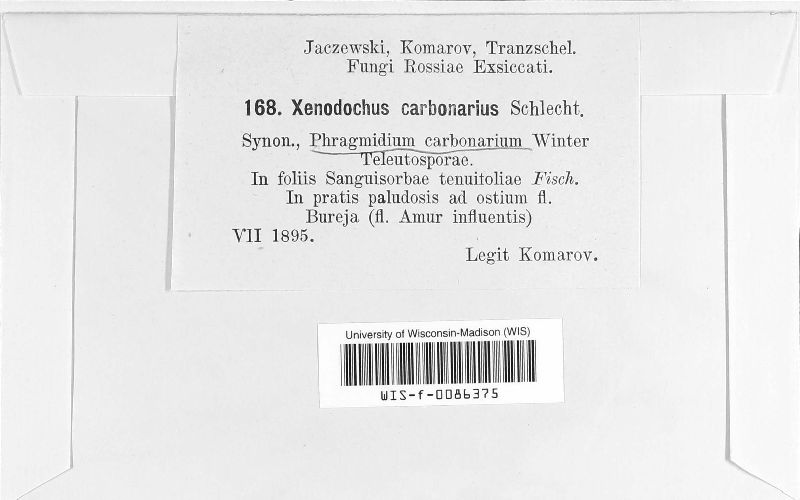 Jaczewski, Komarov, Tranzschel.
Fungi Rossiae Exsiccati.
168. Xenodochus carbonarius Schlecht.
Synon., Phragmidium carbonarium Winter
Teleutosporae.
In foliis Sanguisorbae tenuitoliae Fisch.
In pratis paludosis ad ostium fl.
Bureja (fl. Amur influentis)
VII 1895.
Legit Komarov.
University of Wisconsin-Madison (WIS)
WIS-f-0086375